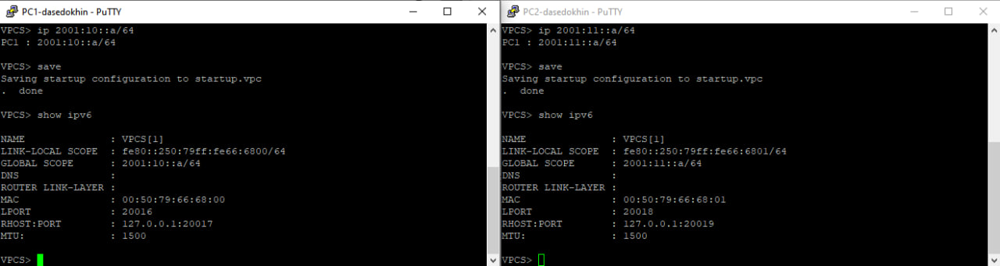 PC1-dasedokhin - PuTTY
VPCS> ip 2001:10::a/64
PC1 : 2001:10::a/64
VPCS> save
Saving startup configuration to startup.vpc
.  done
VPCS> show ipv6
NAME              : VPCS[1]
LINK-LOCAL SCOPE  : fe80::250:79ff:fe66:6800/64
GLOBAL SCOPE      : 2001:10::a/64
DNS               :
ROUTER LINK-LAYER :
MAC               : 00:50:79:66:68:00
LPORT             : 20016
RHOST:PORT        : 127.0.0.1:20017
MTU:              : 1500
VPCS>
PC2-dasedokhin - PuTTY
VPCS> ip 2001:11::a/64
PC1 : 2001:11::a/64
VPCS> save
Saving startup configuration to startup.vpc
.  done
VPCS> show ipv6
NAME              : VPCS[1]
LINK-LOCAL SCOPE  : fe80::250:79ff:fe66:6801/64
GLOBAL SCOPE      : 2001:11::a/64
DNS               :
ROUTER LINK-LAYER :
MAC               : 00:50:79:66:68:01
LPORT             : 20018
RHOST:PORT        : 127.0.0.1:20019
MTU:              : 1500
VPCS>